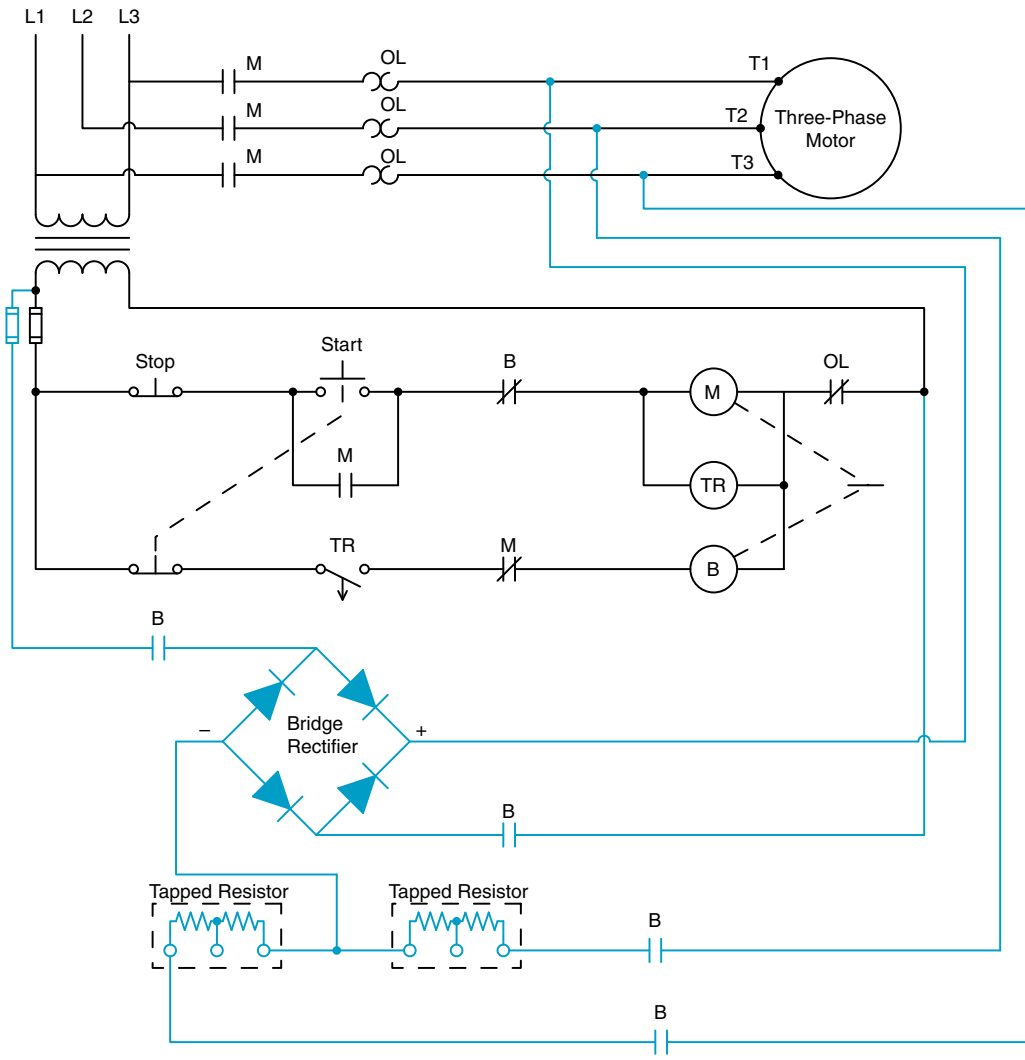 L1 L2 L3
M OL T1
M OL T2
Three-Phase
Motor
M OL T3
Stop Start B M OL
M TR
TR M B
B
Bridge
Rectifier
– +
B
Tapped Resistor Tapped Resistor
B
B